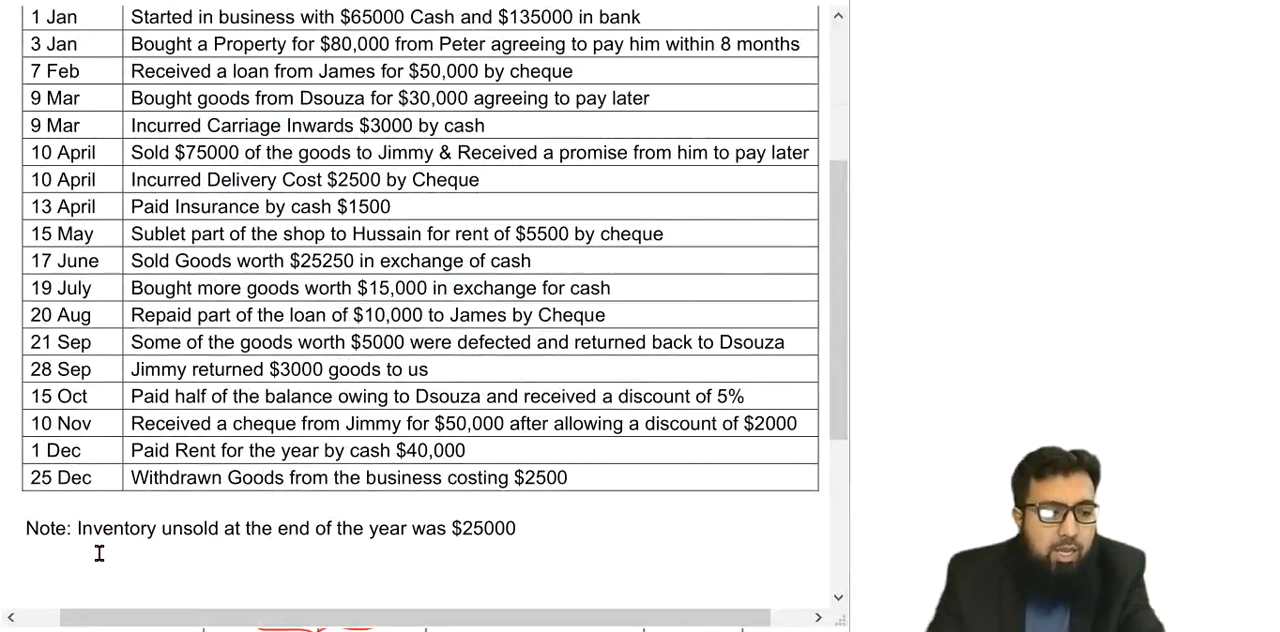 1 Jan Started in business with $65000 Cash and $135000 in bank
3 Jan Bought a Property for $80,000 from Peter agreeing to pay him within 8 months
7 Feb Received a loan from James for $50,000 by cheque
9 Mar Bought goods from Dsouza for $30,000 agreeing to pay later
9 Mar Incurred Carriage Inwards $3000 by cash
10 April Sold $75000 of the goods to Jimmy & Received a promise from him to pay later
10 April Incurred Delivery Cost $2500 by Cheque
13 April Paid Insurance by cash $1500
15 May Sublet part of the shop to Hussain for rent of $5500 by cheque
17 June Sold Goods worth $25250 in exchange of cash
19 July Bought more goods worth $15,000 in exchange for cash
20 Aug Repaid part of the loan of $10,000 to James by Cheque
21 Sep Some of the goods worth $5000 were defected and returned back to Dsouza
28 Sep Jimmy returned $3000 goods to us
15 Oct Paid half of the balance owing to Dsouza and received a discount of 5%
10 Nov Received a cheque from Jimmy for $50,000 after allowing a discount of $2000
1 Dec Paid Rent for the year by cash $40,000
25 Dec Withdrawn Goods from the business costing $2500
Note: Inventory unsold at the end of the year was $25000